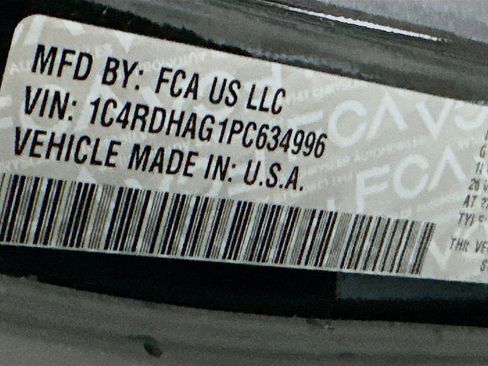 MFD BY: FCA US LLC
VIN: 1C4RDHAG1PC634996
VEHICLE MADE IN: U.S.A.